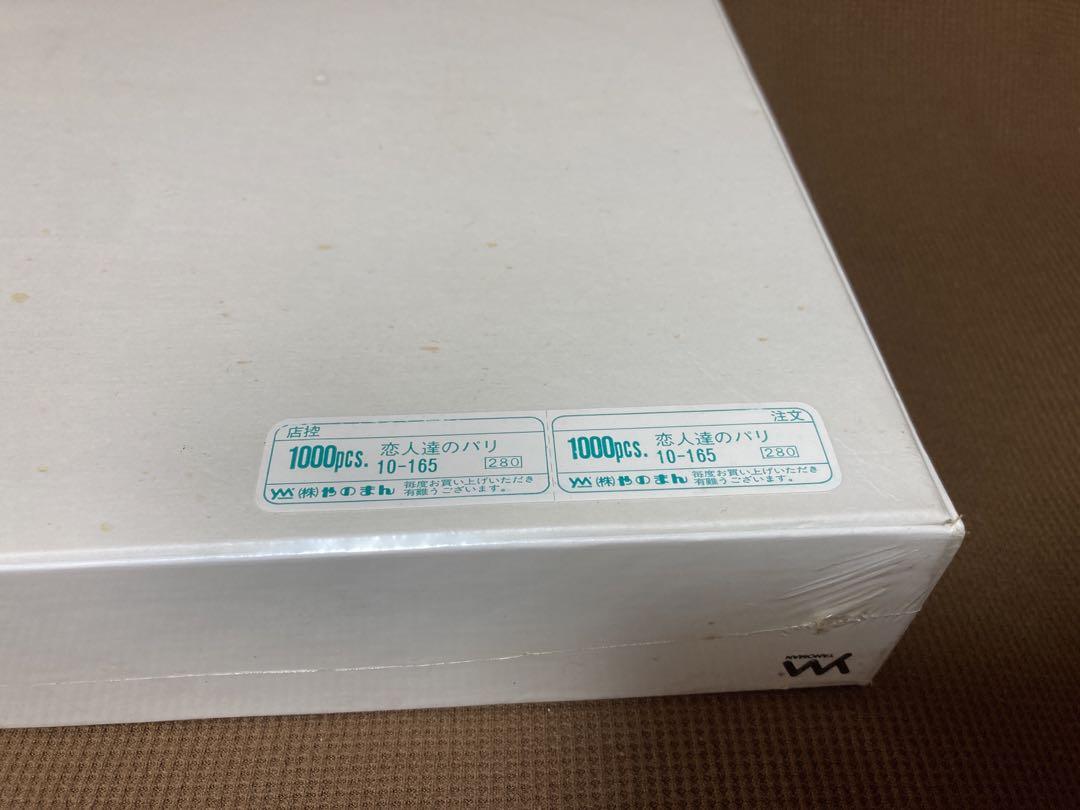 店控
1000pcs. 恋人達のパリ
10-165 280
YM (株)やのまん 毎度お買い上げいただき
有難うございます。
注文
1000pcs. 恋人達のパリ
10-165 280
YM (株)やのまん 毎度お買い上げいただき
有難うございます。
YM
YANOMAN